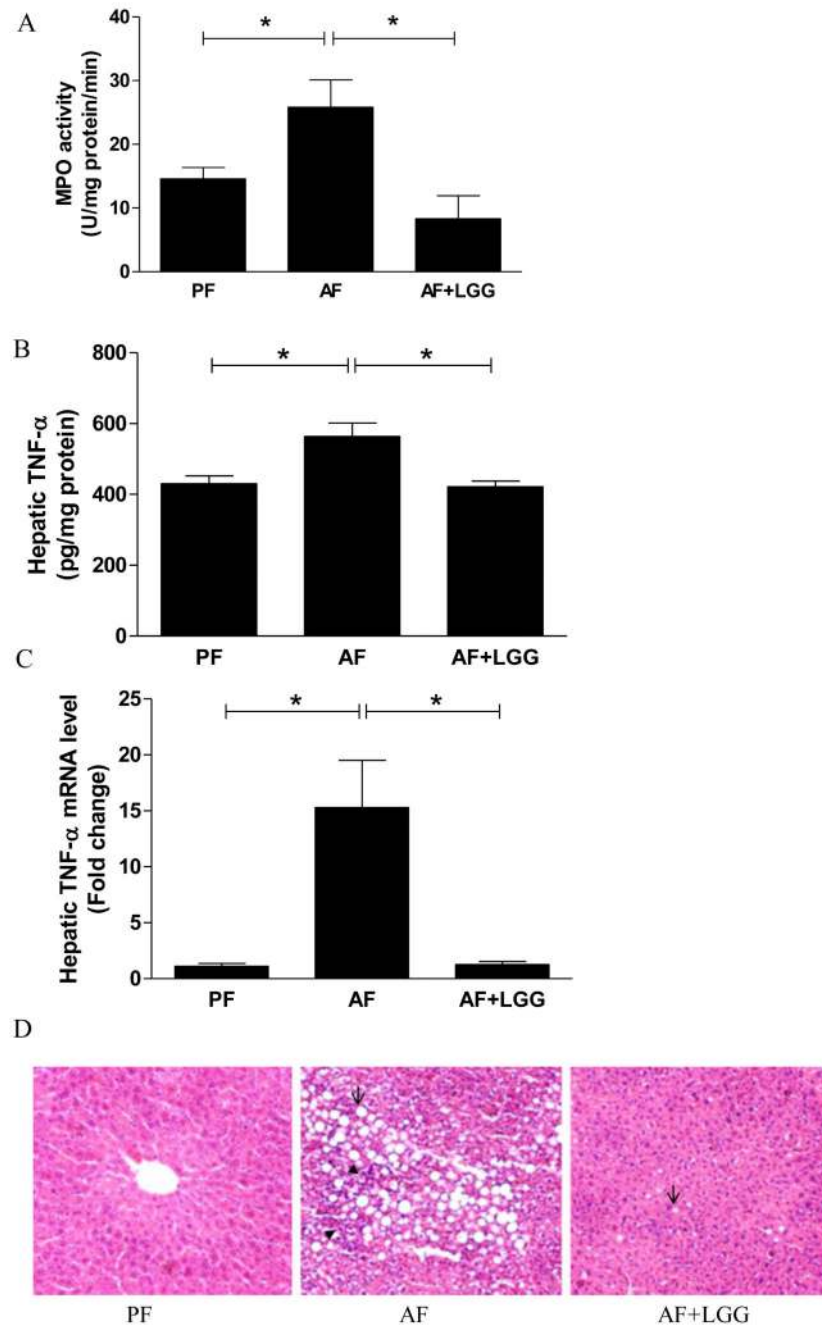 A
MPO activity
(U/mg protein/min)
40
30
20
10
0
* *
PF AF AF+LGG
B
Hepatic TNF-α
(pg/mg protein)
800
600
400
200
0
* *
PF AF AF+LGG
C
Hepatic TNF-α mRNA level
(Fold change)
25
20
15
10
5
0
* *
PF AF AF+LGG
D
PF AF AF+LGG